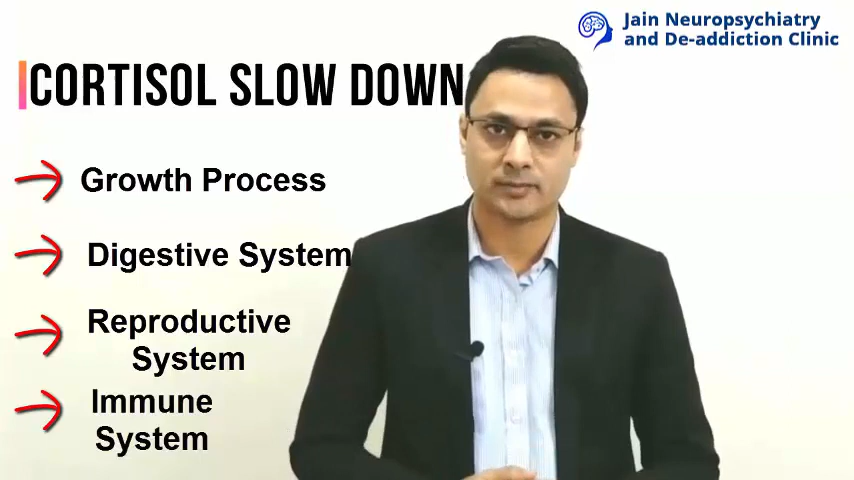 Jain Neuropsychiatry
and De-addiction Clinic
CORTISOL SLOW DOWN
Growth Process
Digestive System
Reproductive
System
Immune
System